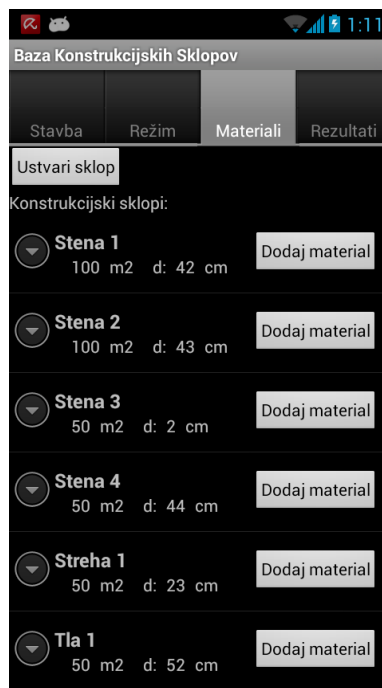 1:11
Baza Konstrukcijskih Sklopov
Stavba Režim Materiali Rezultati
Ustvari sklop
Konstrukcijski sklopi:
Stena 1
100 m2 d: 42 cm
Dodaj material
Stena 2
100 m2 d: 43 cm
Dodaj material
Stena 3
50 m2 d: 2 cm
Dodaj material
Stena 4
50 m2 d: 44 cm
Dodaj material
Streha 1
50 m2 d: 23 cm
Dodaj material
Tla 1
50 m2 d: 52 cm
Dodaj material